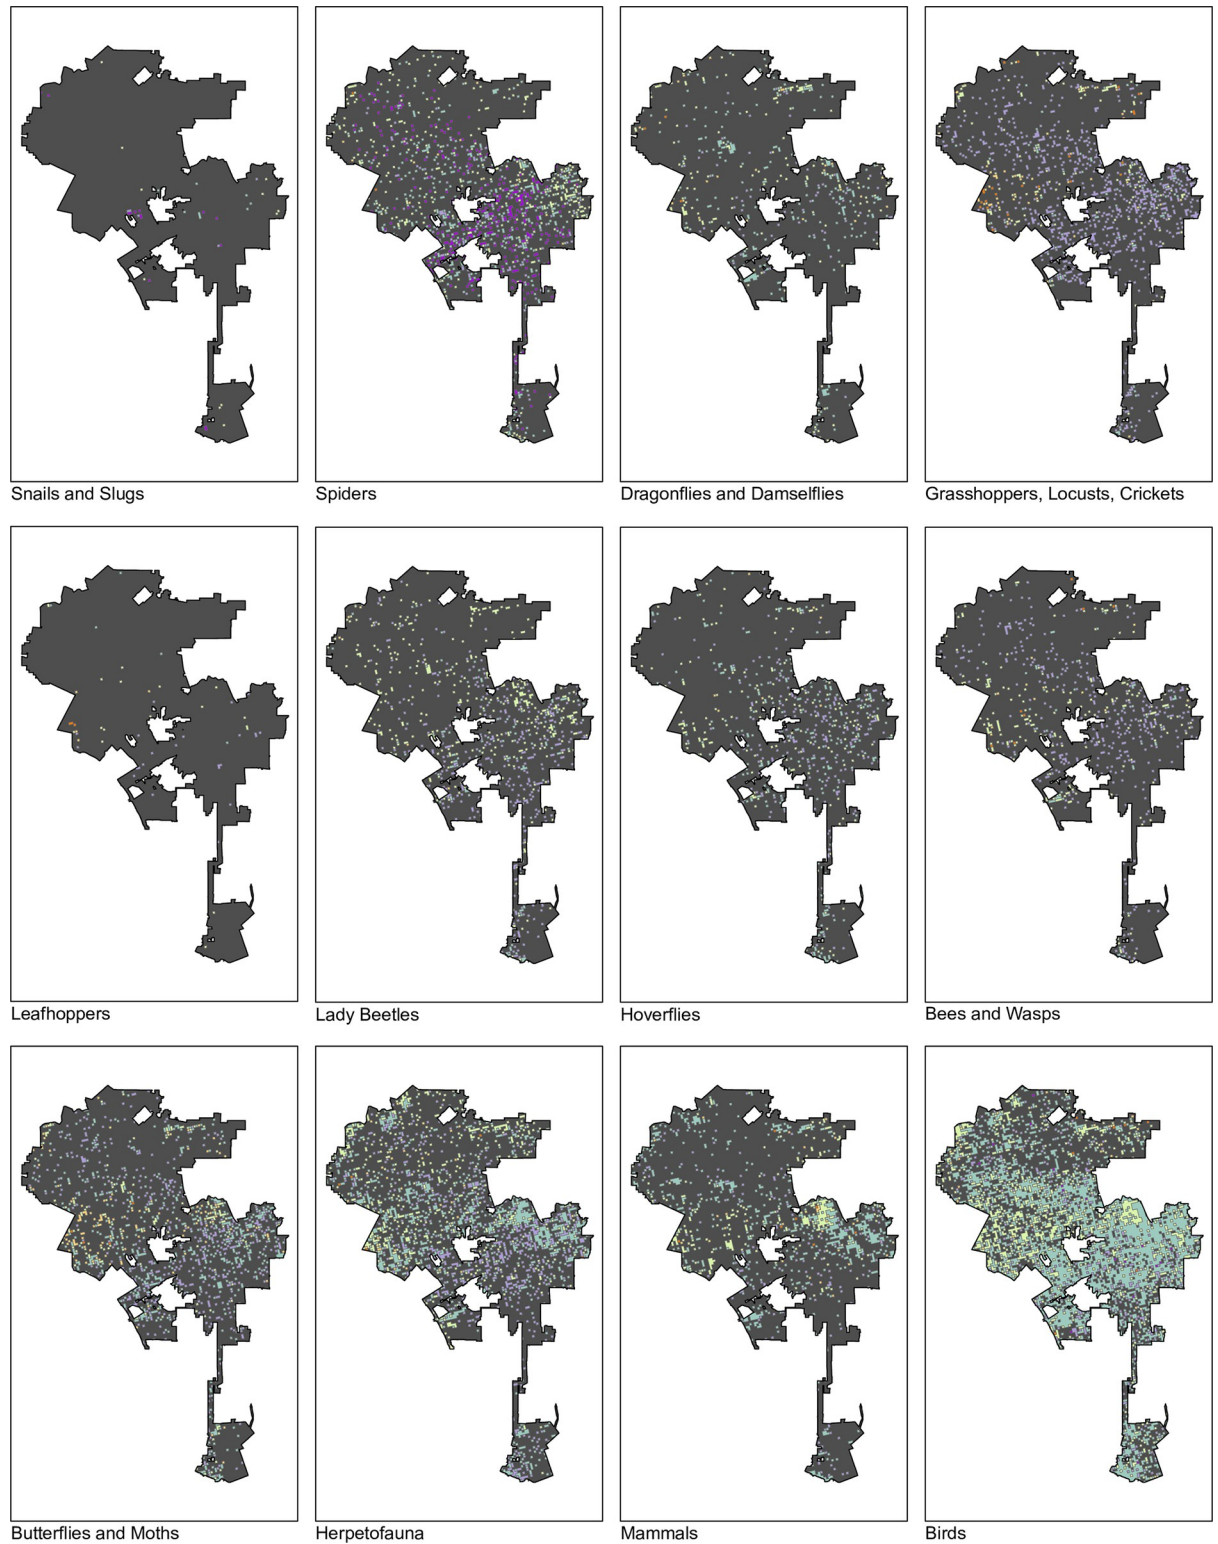 Snails and Slugs
Spiders
Dragonflies and Damselflies
Grasshoppers, Locusts, Crickets
Leafhoppers
Lady Beetles
Hoverflies
Bees and Wasps
Butterflies and Moths
Herpetofauna
Mammals
Birds